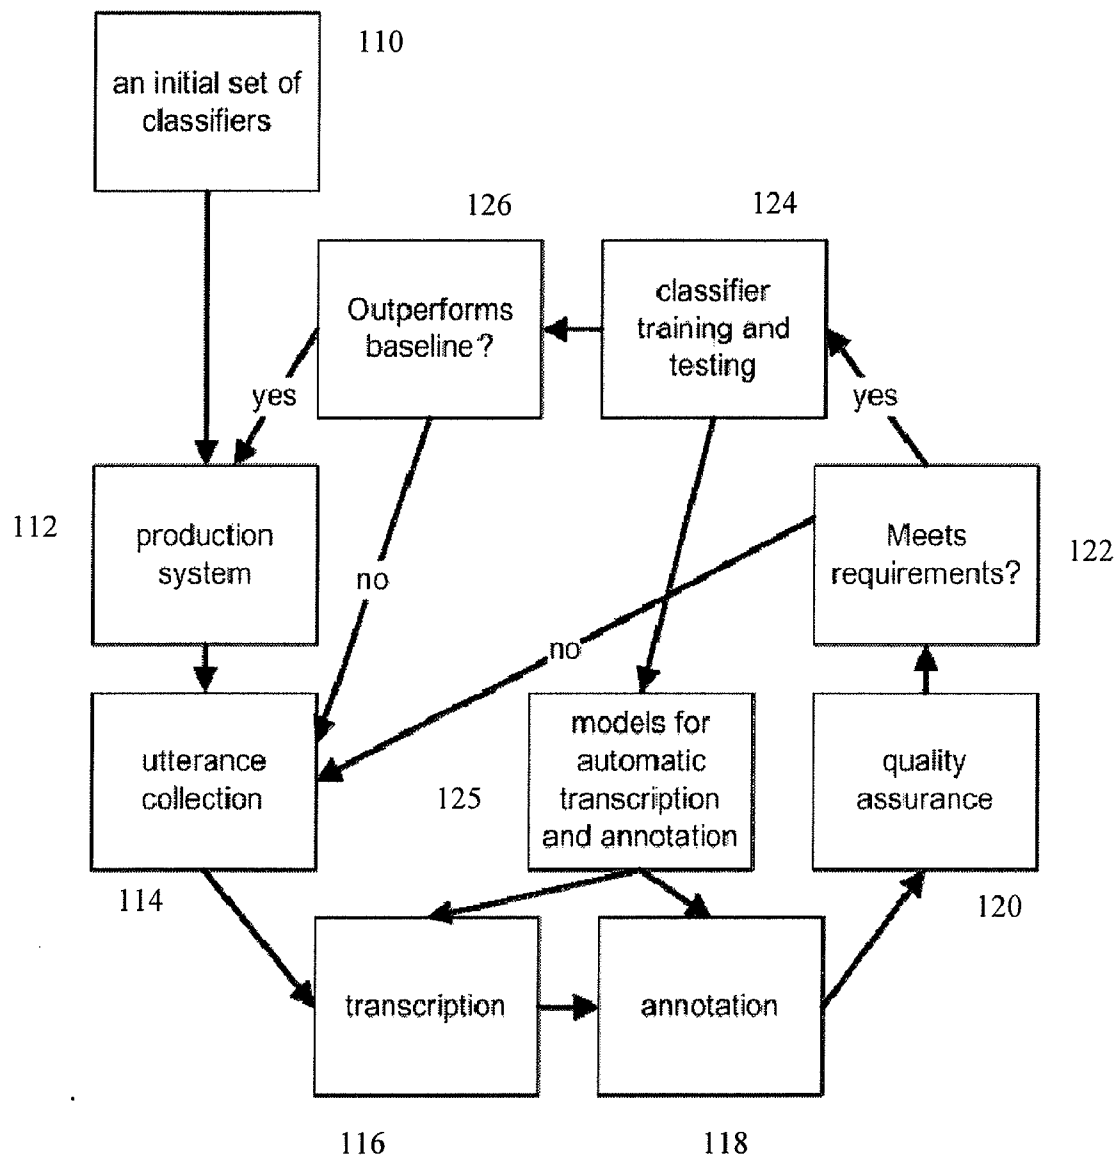 110
an initial set of
classifiers
126
124
Outperforms
baseline?
classifier
training and
testing
yes
yes
112
production
system
no
Meets
requirements?
122
no
utterance
collection
models for
automatic
transcription
and annotation
125
quality
assurance
114
120
transcription
annotation
116
118